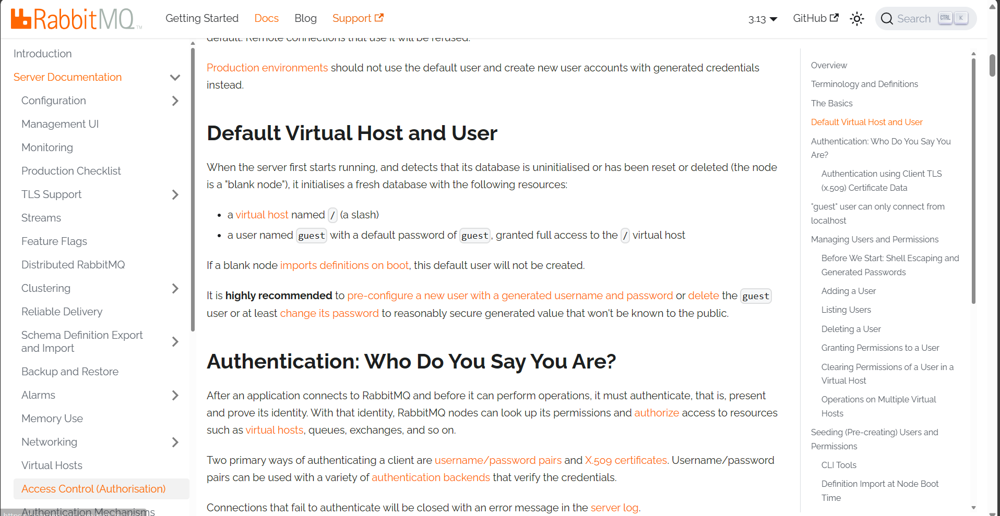 RabbitMQ™
Getting Started
Docs
Blog
Support
3.13
GitHub
Search
CTRL
K
Introduction
Server Documentation
Configuration
Management UI
Monitoring
Production Checklist
TLS Support
Streams
Feature Flags
Distributed RabbitMQ
Clustering
Reliable Delivery
Schema Definition Export
and Import
Backup and Restore
Alarms
Memory Use
Networking
Virtual Hosts
Access Control (Authorisation)
Authentication Mechanisms
default. Remote connections that use it will be refused.
Production environments should not use the default user and create new user accounts with generated credentials
instead.
Default Virtual Host and User
When the server first starts running, and detects that its database is uninitialised or has been reset or deleted (the node
is a "blank node"), it initialises a fresh database with the following resources:
• a virtual host named / (a slash)
• a user named guest with a default password of guest, granted full access to the / virtual host
If a blank node imports definitions on boot, this default user will not be created.
It is highly recommended to pre-configure a new user with a generated username and password or delete the guest
user or at least change its password to reasonably secure generated value that won't be known to the public.
Authentication: Who Do You Say You Are?
After an application connects to RabbitMQ and before it can perform operations, it must authenticate, that is, present
and prove its identity. With that identity, RabbitMQ nodes can look up its permissions and authorize access to resources
such as virtual hosts, queues, exchanges, and so on.
Two primary ways of authenticating a client are username/password pairs and X.509 certificates. Username/password
pairs can be used with a variety of authentication backends that verify the credentials.
Connections that fail to authenticate will be closed with an error message in the server log.
Overview
Terminology and Definitions
The Basics
Default Virtual Host and User
Authentication: Who Do You Say You
Are?
Authentication using Client TLS
(x.509) Certificate Data
"guest" user can only connect from
localhost
Managing Users and Permissions
Before We Start: Shell Escaping and
Generated Passwords
Adding a User
Listing Users
Deleting a User
Granting Permissions to a User
Clearing Permissions of a User in a
Virtual Host
Operations on Multiple Virtual
Hosts
Seeding (Pre-creating) Users and
Permissions
CLI Tools
Definition Import at Node Boot
Time